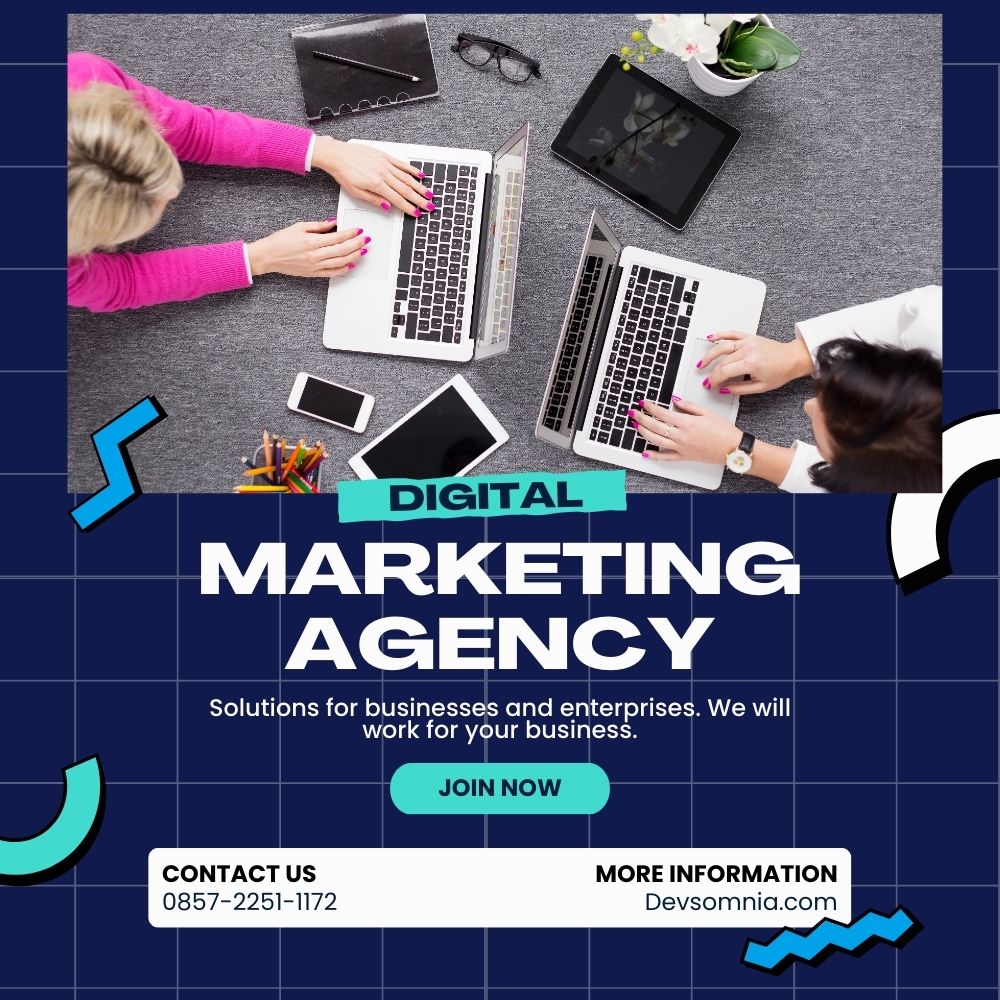 DIGITAL
MARKETING
AGENCY
Solutions for businesses and enterprises. We will
work for your business.
JOIN NOW
CONTACT US
0857-2251-1172
MORE INFORMATION
Devsomnia.com